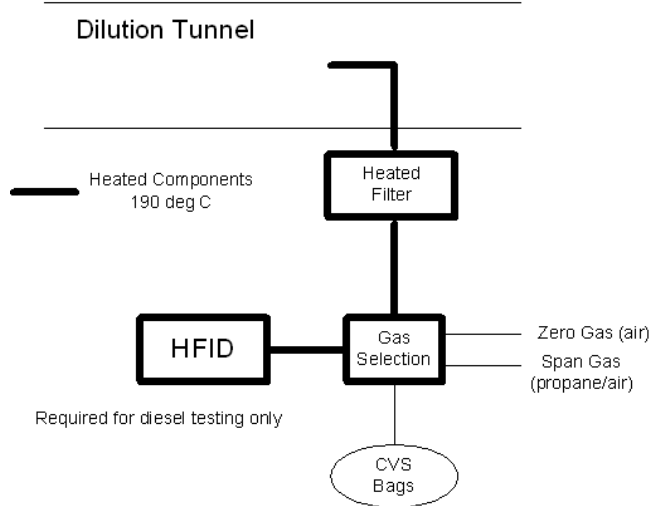 Dilution Tunnel
Heated Components
190 deg C
Heated
Filter
HFID
Gas
Selection
Zero Gas (air)
Span Gas
(propane/air)
Required for diesel testing only
CVS
Bags